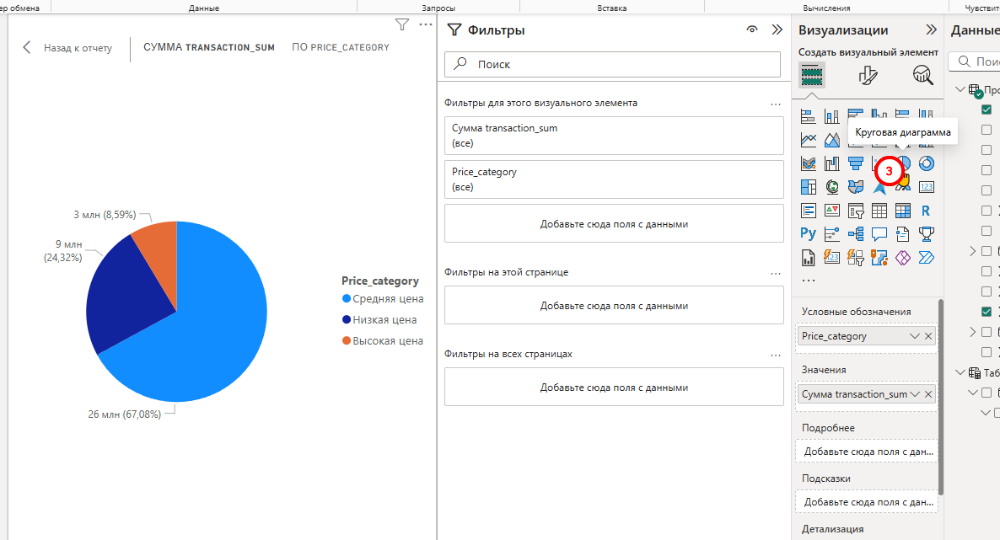 ер обмена
Данные
Запросы
Вставка
Вычисления
Чувствит
Назад к отчету
СУММА TRANSACTION_SUM
ПО PRICE_CATEGORY
3 млн (8,59%)
9 млн
(24,32%)
26 млн (67,08%)
Price_category
Средняя цена
Низкая цена
Высокая цена
Фильтры
Поиск
Фильтры для этого визуального элемента
...
Сумма transaction_sum
(все)
Price_category
(все)
Добавьте сюда поля с данными
Фильтры на этой странице
...
Добавьте сюда поля с данными
Фильтры на всех страницах
...
Добавьте сюда поля с данными
Визуализации
Создать визуальный элемент
Круговая диаграмма
3
123
R
Py
123
...
Условные обозначения
Price_category
Значения
Сумма transaction_sum
Подробнее
Добавьте сюда поля с дан...
Подсказки
Добавьте сюда поля с дан...
Детализация
Данные
Поис
Про
Таб